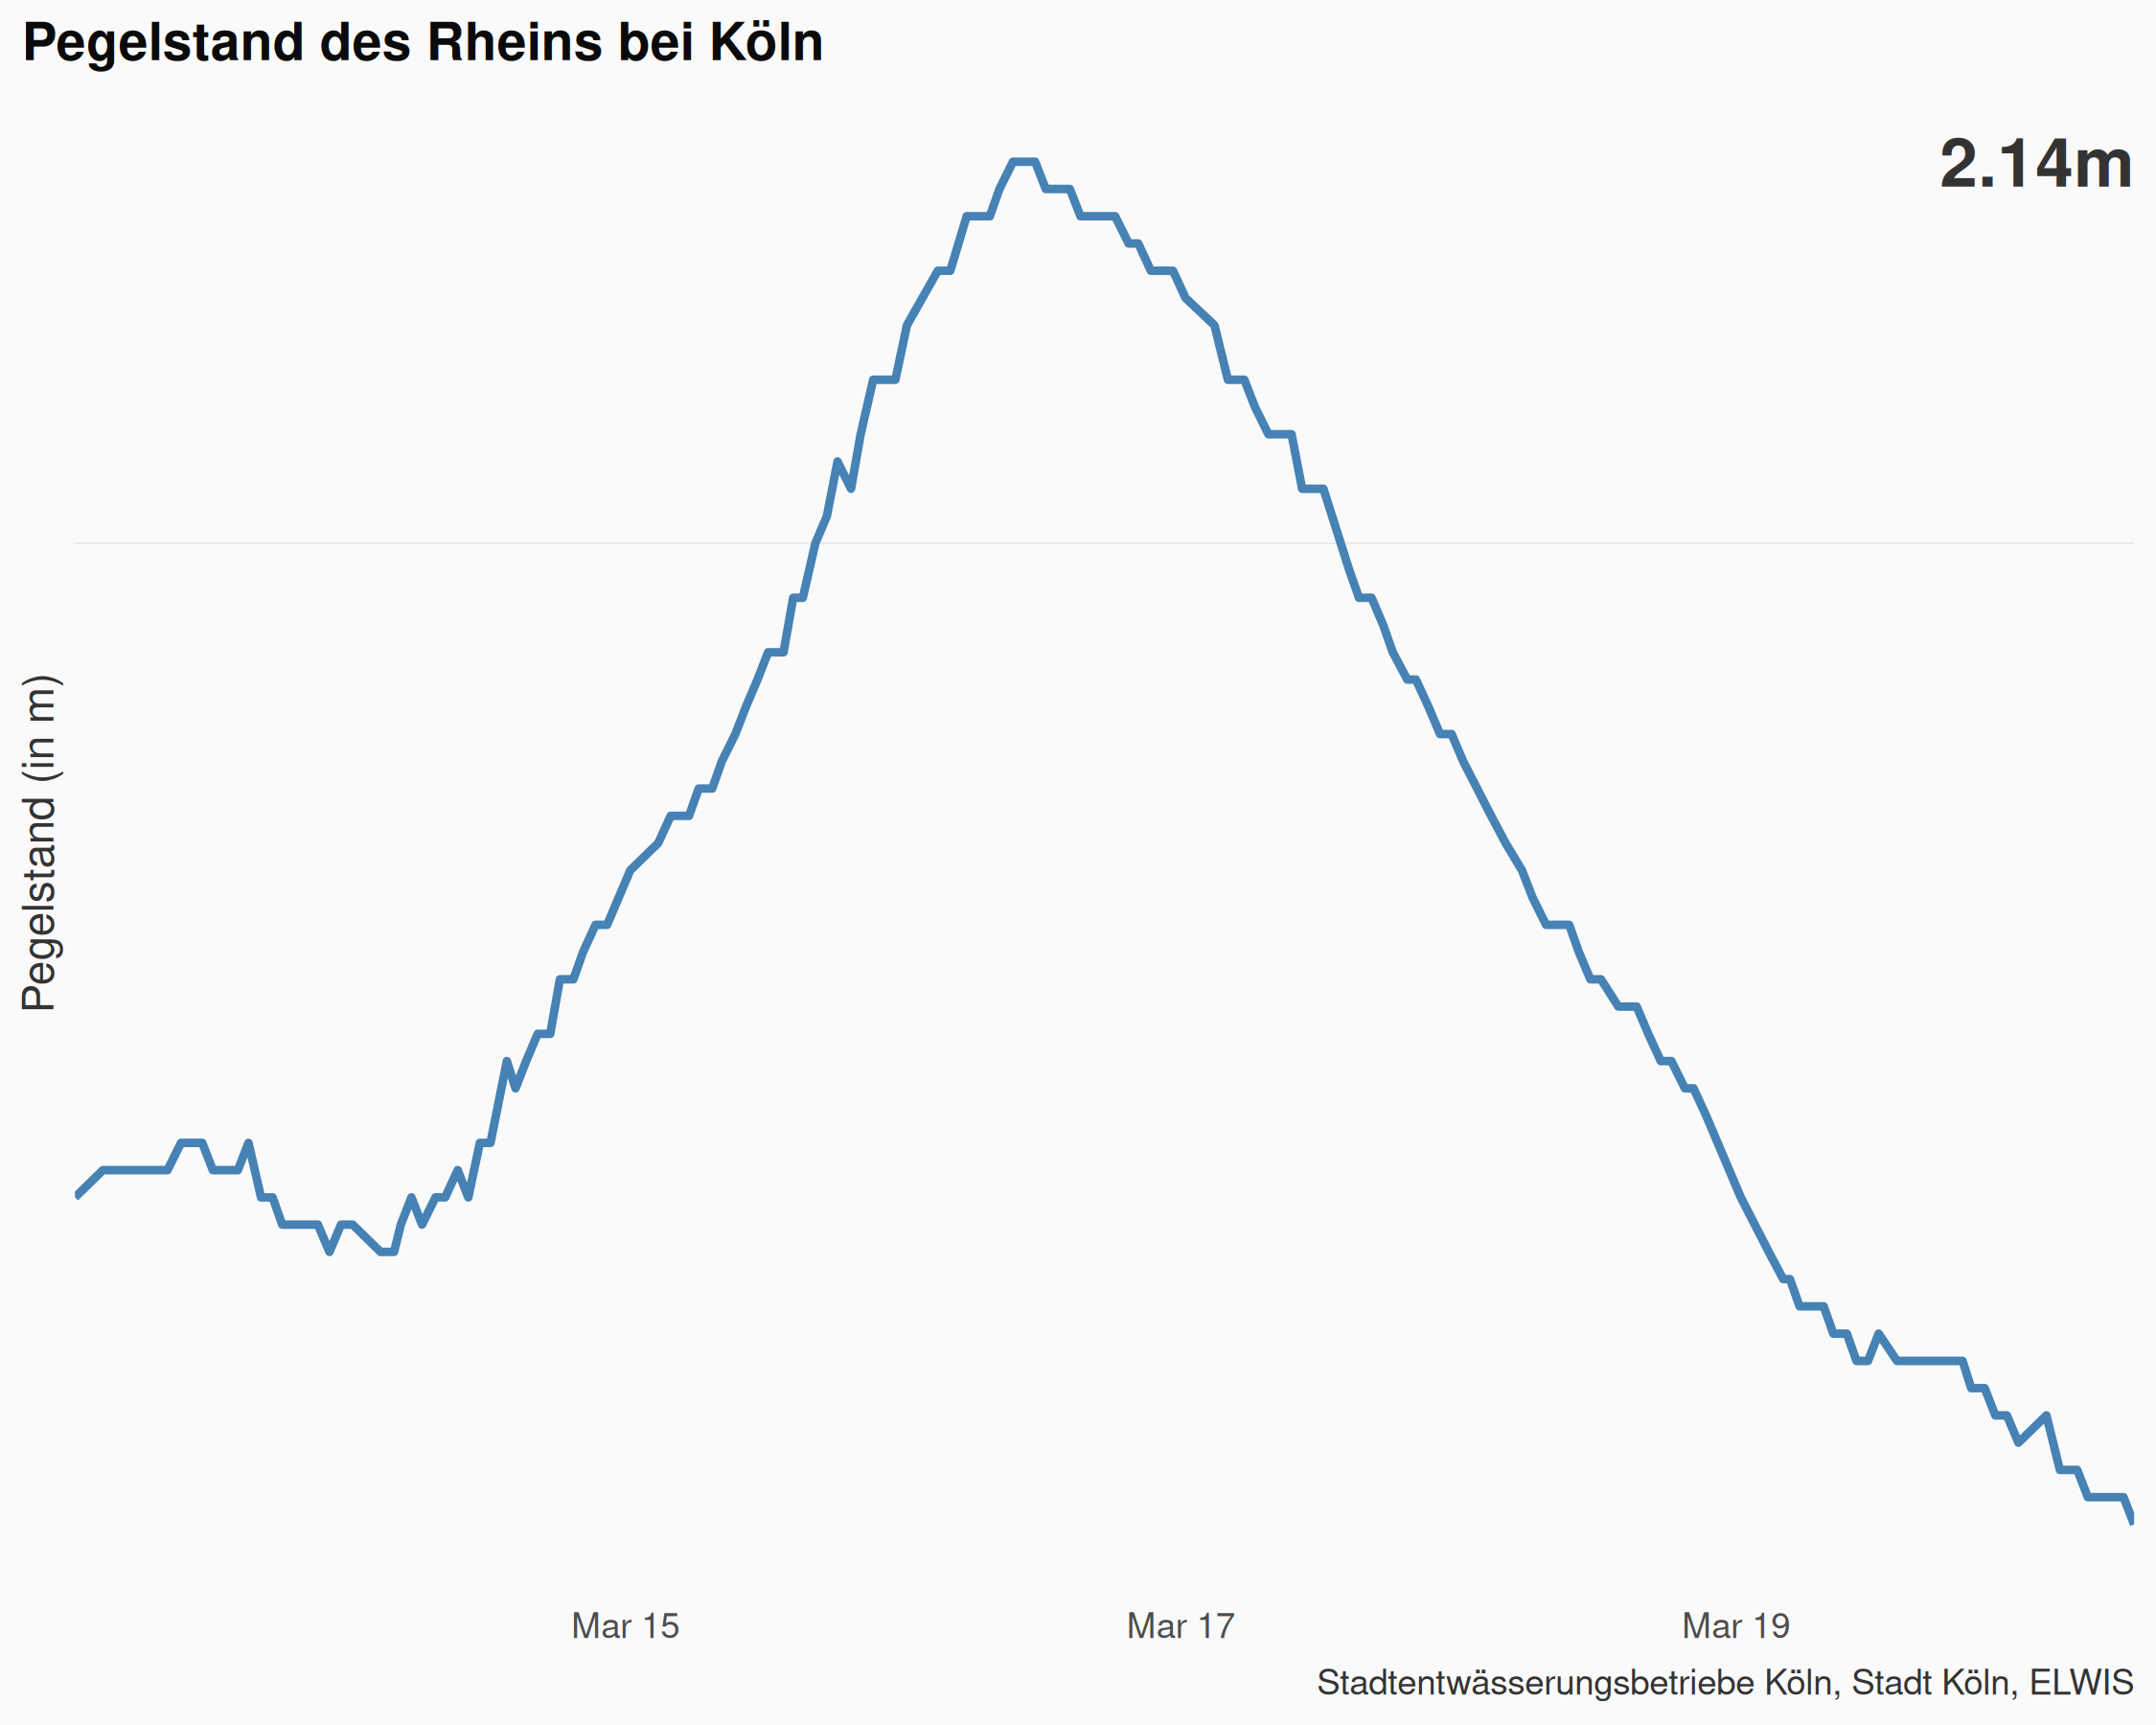 Pegelstand des Rheins bei Köln
2.14m
Pegelstand (in m)
Mar 15
Mar 17
Mar 19
Stadtentwässerungsbetriebe Köln, Stadt Köln, ELWIS